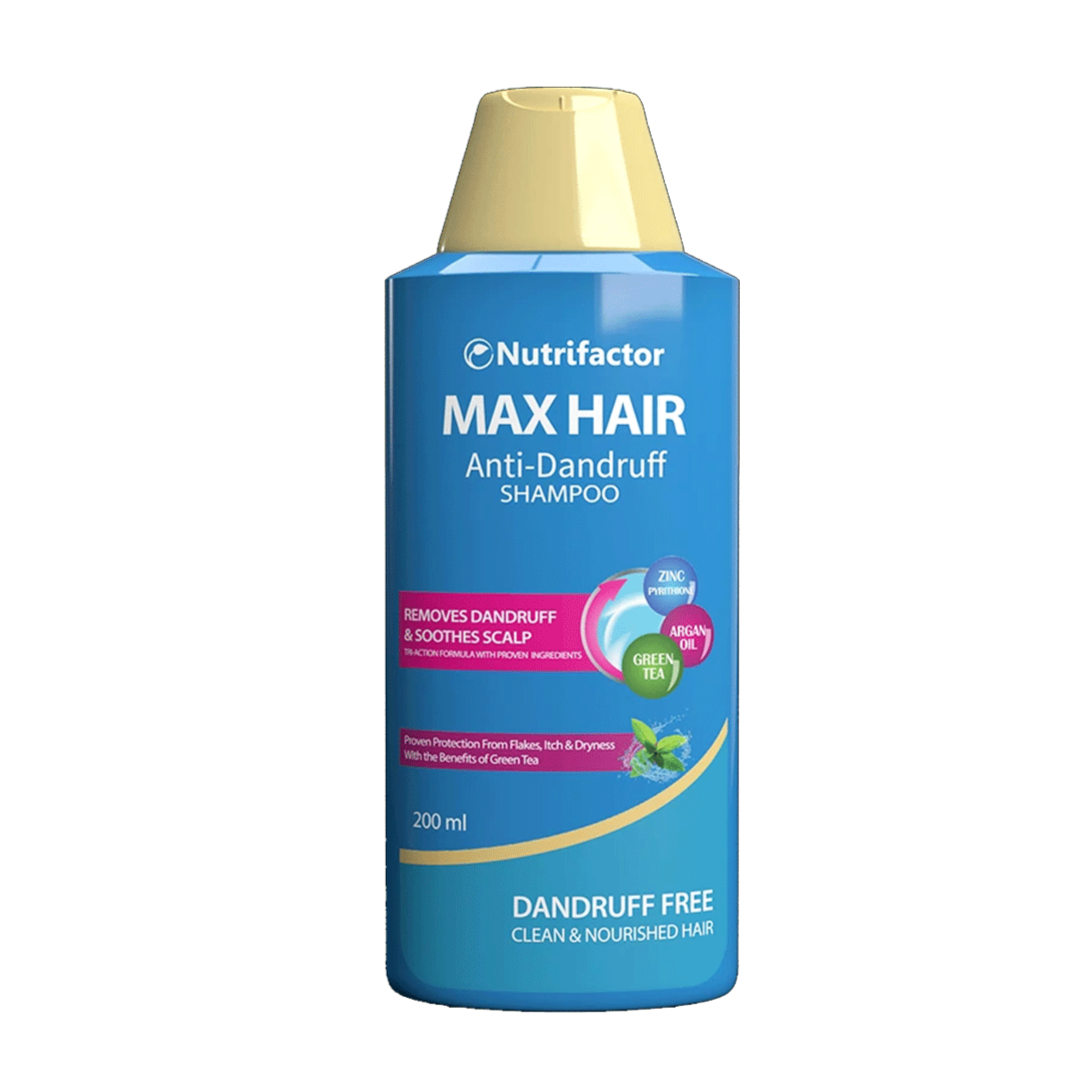 Nutrifactor
MAX HAIR
Anti-Dandruff
SHAMPOO
ZINC
PYRITHIONE
REMOVES DANDRUFF
& SOOTHES SCALP
TRI-ACTION FORMULA WITH PROVEN INGREDIENTS
ARGAN
OIL
GREEN
TEA
Proven Protection From Flakes, Itch & Dryness
With the Benefits of Green Tea
200 ml
DANDRUFF FREE
CLEAN & NOURISHED HAIR